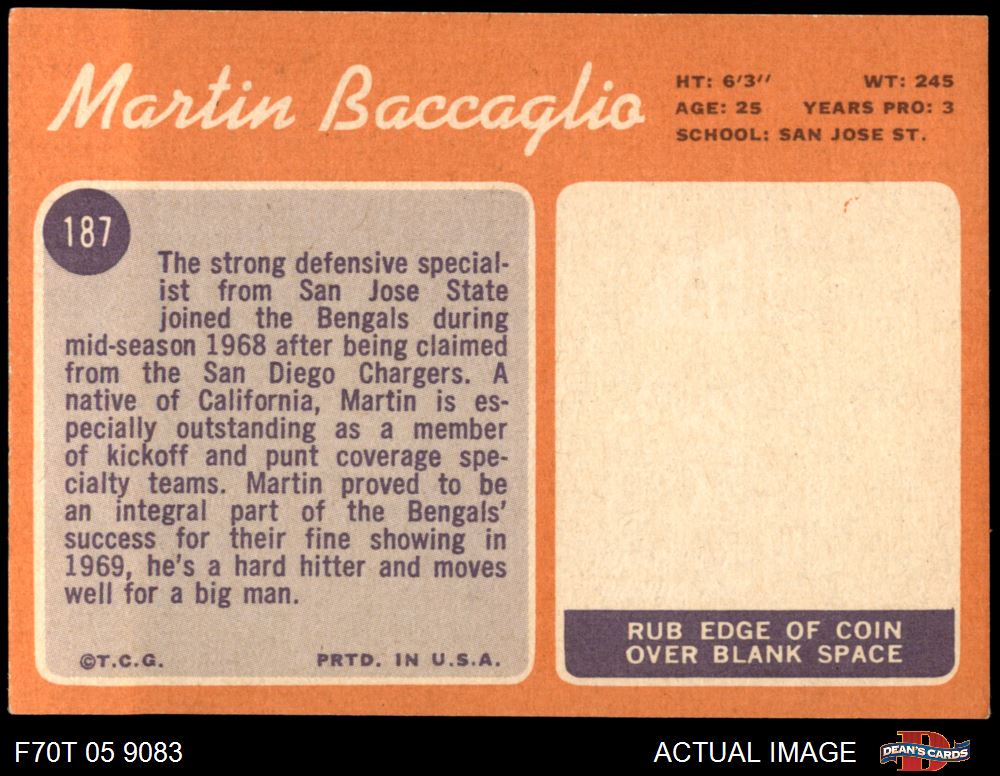 Martin Baccaglio
HT: 6'3'' WT: 245
AGE: 25 YEARS PRO: 3
SCHOOL: SAN JOSE ST.
187
The strong defensive special-
ist from San Jose State
joined the Bengals during
mid-season 1968 after being claimed
from the San Diego Chargers. A
native of California, Martin is es-
pecially outstanding as a member
of kickoff and punt coverage spe-
cialty teams. Martin proved to be
an integral part of the Bengals'
success for their fine showing in
1969, he's a hard hitter and moves
well for a big man.
©T.C.G. PRTD. IN U.S.A.
RUB EDGE OF COIN
OVER BLANK SPACE
F70T 05 9083 ACTUAL IMAGE DEAN'S CARDS